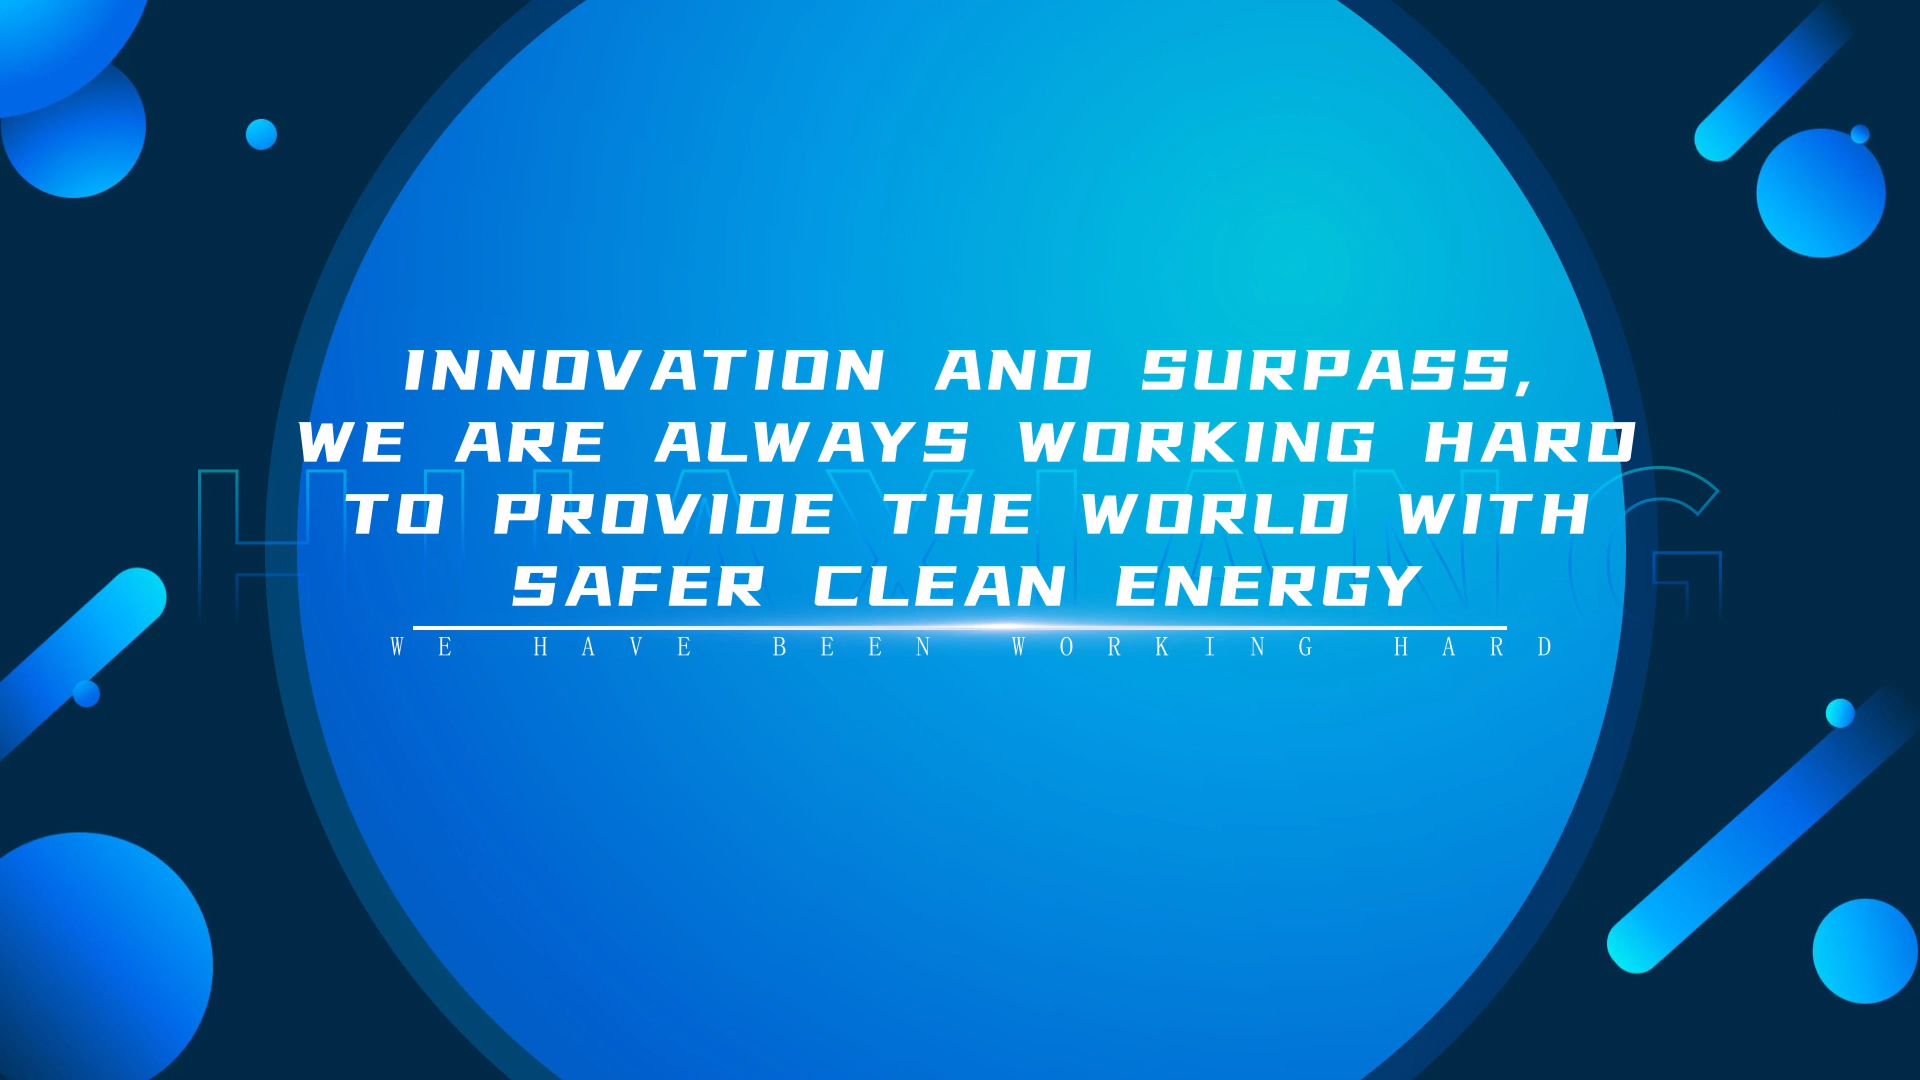 INNOVATION AND SURPASS,
WE ARE ALWAYS WORKING HARD
HUAXIANG
TO PROVIDE THE WORLD WITH
SAFER CLEAN ENERGY
WE HAVE BEEN WORKING HARD